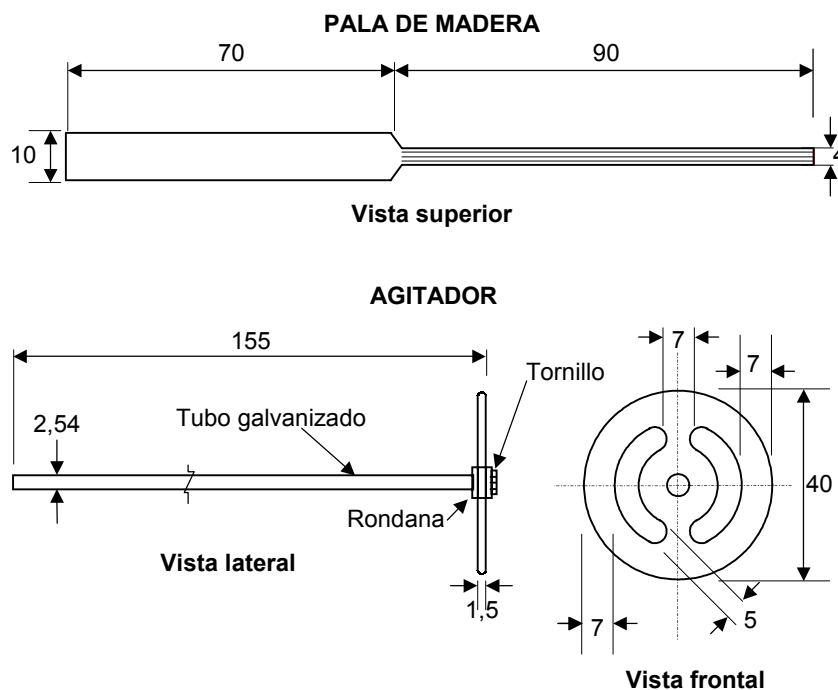 PALA DE MADERA
70
90
10
4
Vista superior
AGITADOR
155
7
7
Tornillo
2,54
Tubo galvanizado
40
Rondana
Vista lateral
1,5
7
5
Vista frontal